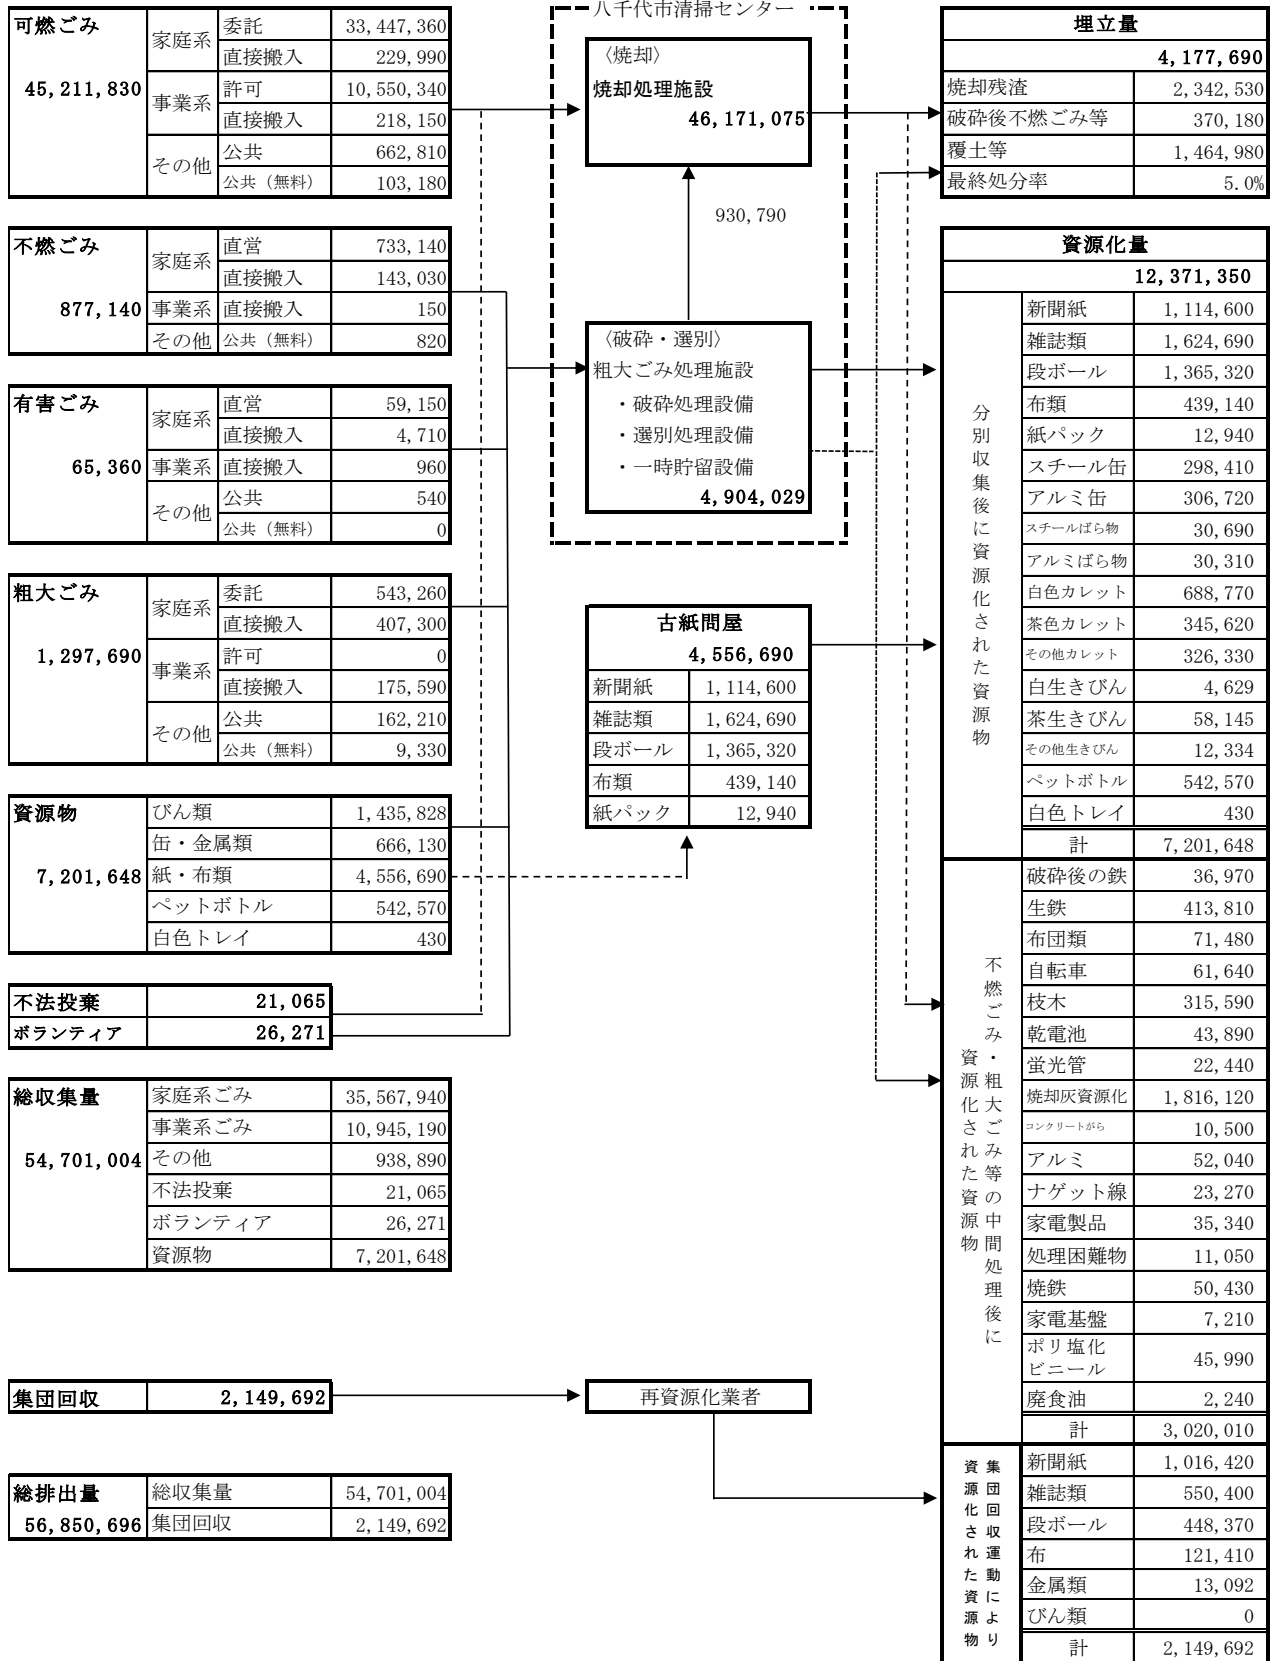 可燃ごみ 45,211,830
家庭系 委託 33,447,360
直接搬入 229,990
事業系 許可 10,550,340
直接搬入 218,150
その他 公共 662,810
公共（無料） 103,180
不燃ごみ 877,140
家庭系 直営 733,140
直接搬入 143,030
事業系 直接搬入 150
その他 公共（無料） 820
有害ごみ 65,360
家庭系 直営 59,150
直接搬入 4,710
事業系 直接搬入 960
その他 公共 540
公共（無料） 0
粗大ごみ 1,297,690
家庭系 委託 543,260
直接搬入 407,300
事業系 許可 0
直接搬入 175,590
その他 公共 162,210
公共（無料） 9,330
資源物 7,201,648
びん類 1,435,828
缶・金属類 666,130
紙・布類 4,556,690
ペットボトル 542,570
白色トレイ 430
不法投棄 21,065
ボランティア 26,271
総収集量 54,701,004
家庭系ごみ 35,567,940
事業系ごみ 10,945,190
その他 938,890
不法投棄 21,065
ボランティア 26,271
資源物 7,201,648
集団回収 2,149,692
総排出量 56,850,696
総収集量 54,701,004
集団回収 2,149,692
八千代市清掃センター
〈焼却〉
焼却処理施設
46,171,075
930,790
〈破砕・選別〉
粗大ごみ処理施設
・破砕処理設備
・選別処理設備
・一時貯留設備
4,904,029
古紙問屋
4,556,690
新聞紙 1,114,600
雑誌類 1,624,690
段ボール 1,365,320
布類 439,140
紙パック 12,940
再資源化業者
埋立量
4,177,690
焼却残渣 2,342,530
破砕後不燃ごみ等 370,180
覆土等 1,464,980
最終処分率 5.0%
資源化量
12,371,350
分別収集後に資源化された資源物
新聞紙 1,114,600
雑誌類 1,624,690
段ボール 1,365,320
布類 439,140
紙パック 12,940
スチール缶 298,410
アルミ缶 306,720
スチールばら物 30,690
アルミばら物 30,310
白色カレット 688,770
茶色カレット 345,620
その他カレット 326,330
白生きびん 4,629
茶生きびん 58,145
その他生きびん 12,334
ペットボトル 542,570
白色トレイ 430
計 7,201,648
不燃ごみ・粗大ごみ等の中間処理後に
資源化された資源物
破砕後の鉄 36,970
生鉄 413,810
布団類 71,480
自転車 61,640
枝木 315,590
乾電池 43,890
蛍光管 22,440
焼却灰資源化 1,816,120
コンクリートがら 10,500
アルミ 52,040
ナゲット線 23,270
家電製品 35,340
処理困難物 11,050
焼鉄 50,430
家電基盤 7,210
ポリ塩化
ビニール 45,990
廃食油 2,240
計 3,020,010
集団回収運動により
資源化された資源物
新聞紙 1,016,420
雑誌類 550,400
段ボール 448,370
布 121,410
金属類 13,092
びん類 0
計 2,149,692